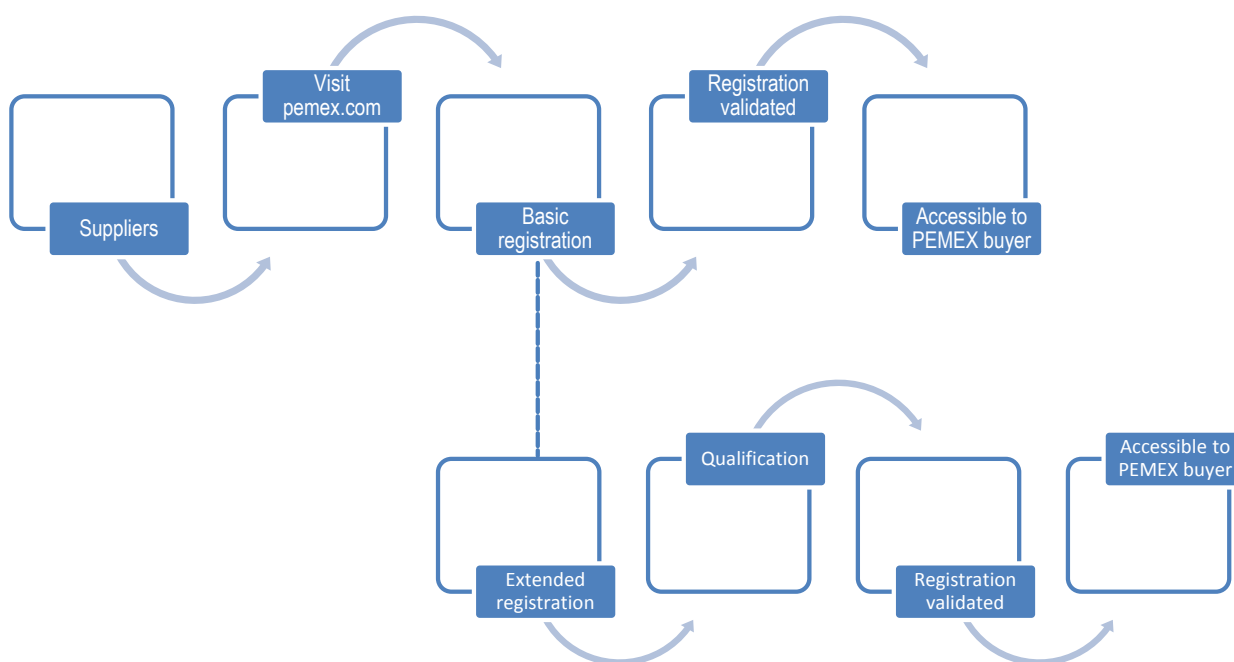 Visit
pemex.com
Registration
validated
Suppliers
Basic
registration
Accessible to
PEMEX buyer
Qualification
Accessible to
PEMEX buyer
Extended
registration
Registration
validated